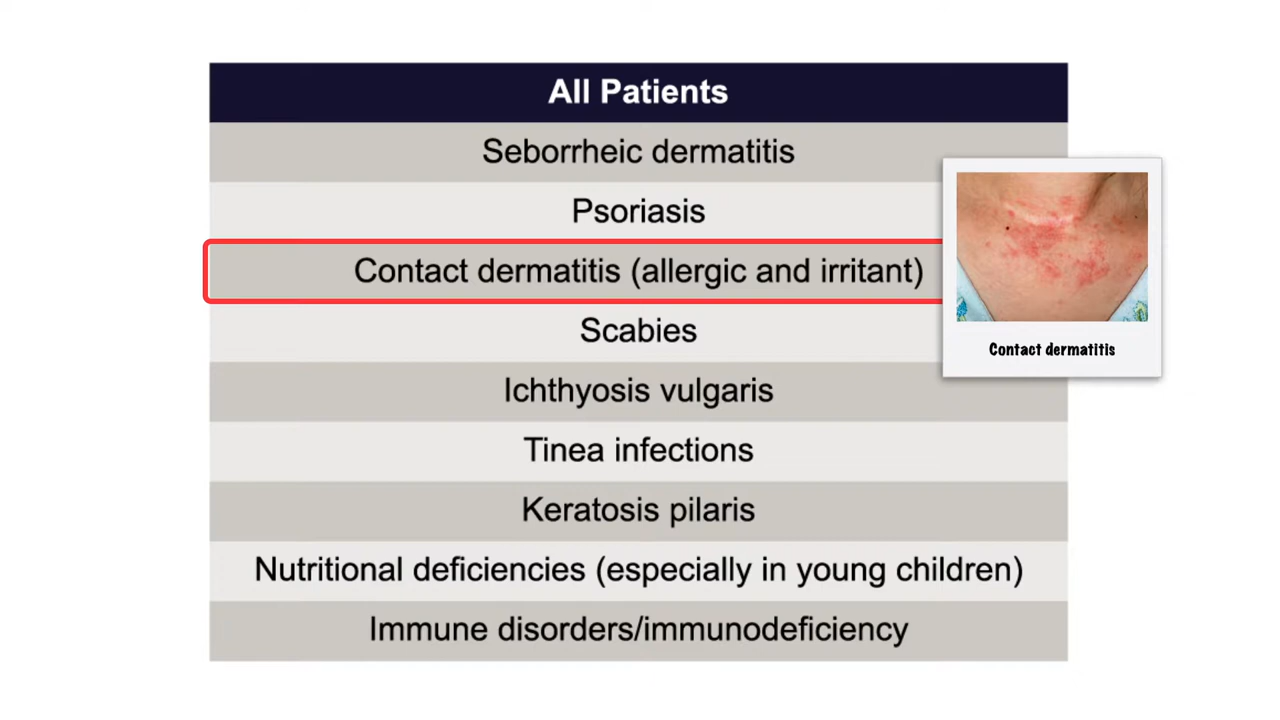 All Patients
Seborrheic dermatitis
Psoriasis
Contact dermatitis (allergic and irritant)
Scabies
Contact dermatitis
Ichthyosis vulgaris
Tinea infections
Keratosis pilaris
Nutritional deficiencies (especially in young children)
Immune disorders/immunodeficiency